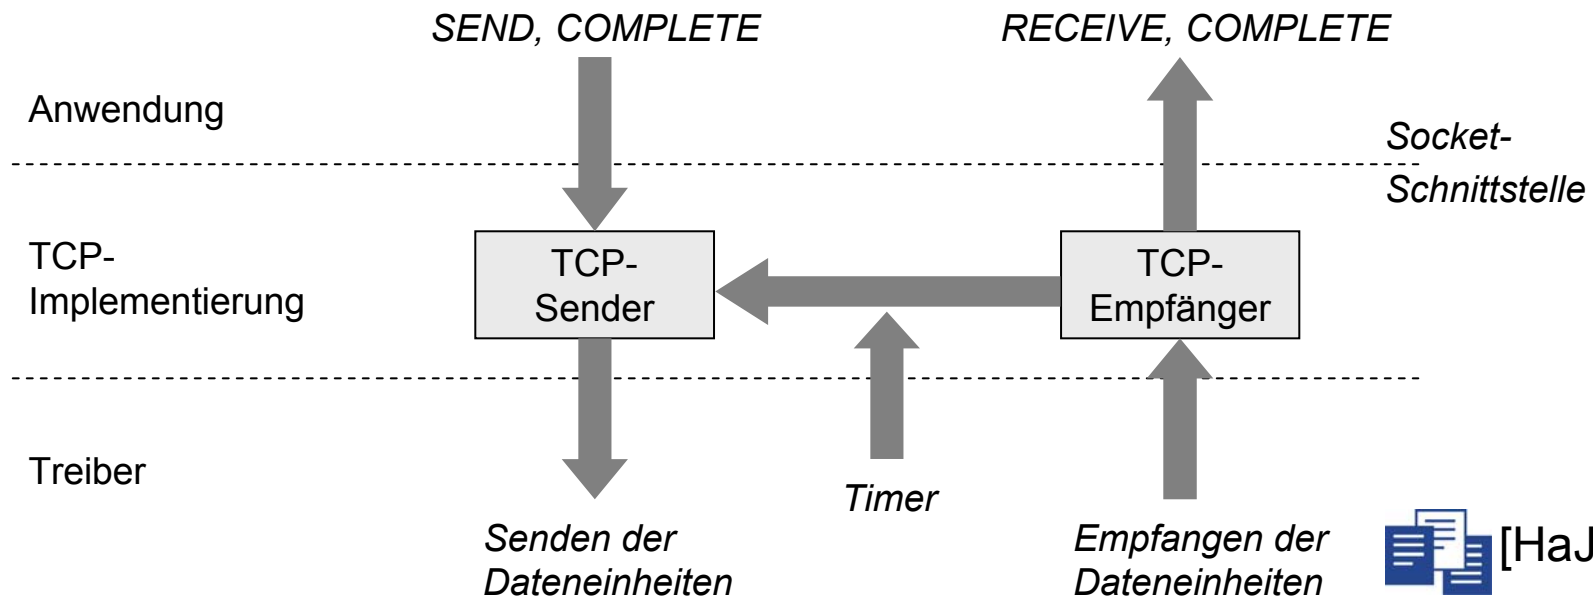 SEND, COMPLETE
RECEIVE, COMPLETE
Anwendung
Socket-
Schnittstelle
TCP-
Implementierung
TCP-
Sender
TCP-
Empfänger
Treiber
Timer
Senden der
Dateneinheiten
Empfangen der
Dateneinheiten
[HaJ